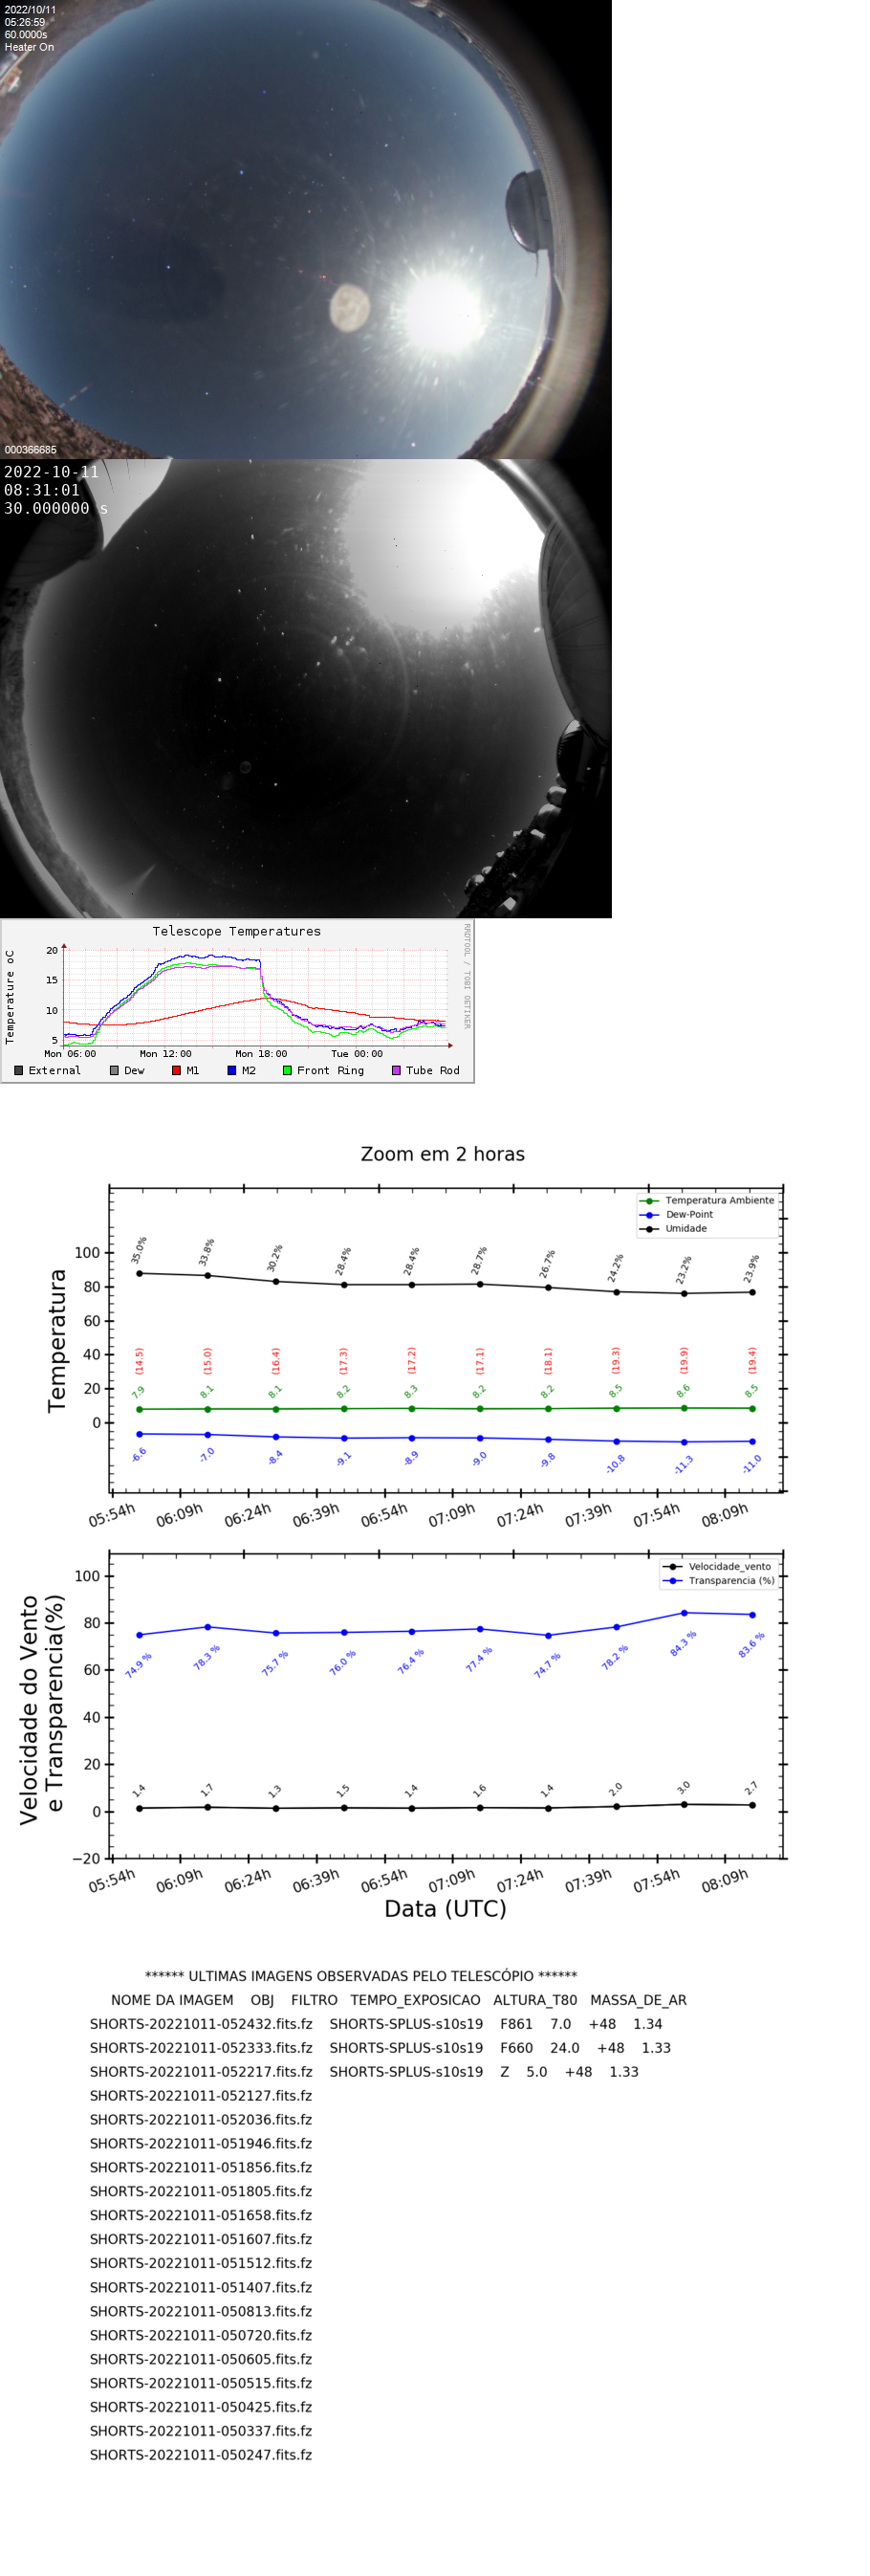 2022/10/11
05:26:59
60.0000s
Heater On
000366685
2022-10-11
08:31:01
30.000000 s
Telescope Temperatures
RRDTOOL / TOBI OETIKER
Temperature oC
20
15
10
5
Mon 06:00 Mon 12:00 Mon 18:00 Tue 00:00
External Dew M1 M2 Front Ring Tube Rod
Zoom em 2 horas
Temperatura Ambiente
Dew-Point
Umidade
Temperatura
100
80
60
40
20
0
35.0% 33.8% 30.2% 28.4% 28.4% 28.7% 26.7% 24.2% 23.2% 23.9%
(14.5) (15.0) (16.4) (17.3) (17.2) (17.1) (18.1) (19.3) (19.9) (19.4)
7.9 8.1 8.1 8.2 8.3 8.2 8.2 8.5 8.6 8.5
-6.6 -7.0 -8.4 -9.1 -8.9 -9.0 -9.8 -10.8 -11.3 -11.0
05:54h 06:09h 06:24h 06:39h 06:54h 07:09h 07:24h 07:39h 07:54h 08:09h
Velocidade_vento
Transparencia (%)
Velocidade do Vento
e Transparencia(%)
100
80
60
40
20
0
−20
74.9 % 78.3 % 75.7 % 76.0 % 76.4 % 77.4 % 74.7 % 78.2 % 84.3 % 83.6 %
1.4 1.7 1.3 1.5 1.4 1.6 1.4 2.0 3.0 2.7
05:54h 06:09h 06:24h 06:39h 06:54h 07:09h 07:24h 07:39h 07:54h 08:09h
Data (UTC)
****** ULTIMAS IMAGENS OBSERVADAS PELO TELESCÓPIO ******
NOME DA IMAGEM OBJ FILTRO TEMPO_EXPOSICAO ALTURA_T80 MASSA_DE_AR
SHORTS-20221011-052432.fits.fz SHORTS-SPLUS-s10s19 F861 7.0 +48 1.34
SHORTS-20221011-052333.fits.fz SHORTS-SPLUS-s10s19 F660 24.0 +48 1.33
SHORTS-20221011-052217.fits.fz SHORTS-SPLUS-s10s19 Z 5.0 +48 1.33
SHORTS-20221011-052127.fits.fz
SHORTS-20221011-052036.fits.fz
SHORTS-20221011-051946.fits.fz
SHORTS-20221011-051856.fits.fz
SHORTS-20221011-051805.fits.fz
SHORTS-20221011-051658.fits.fz
SHORTS-20221011-051607.fits.fz
SHORTS-20221011-051512.fits.fz
SHORTS-20221011-051407.fits.fz
SHORTS-20221011-050813.fits.fz
SHORTS-20221011-050720.fits.fz
SHORTS-20221011-050605.fits.fz
SHORTS-20221011-050515.fits.fz
SHORTS-20221011-050425.fits.fz
SHORTS-20221011-050337.fits.fz
SHORTS-20221011-050247.fits.fz